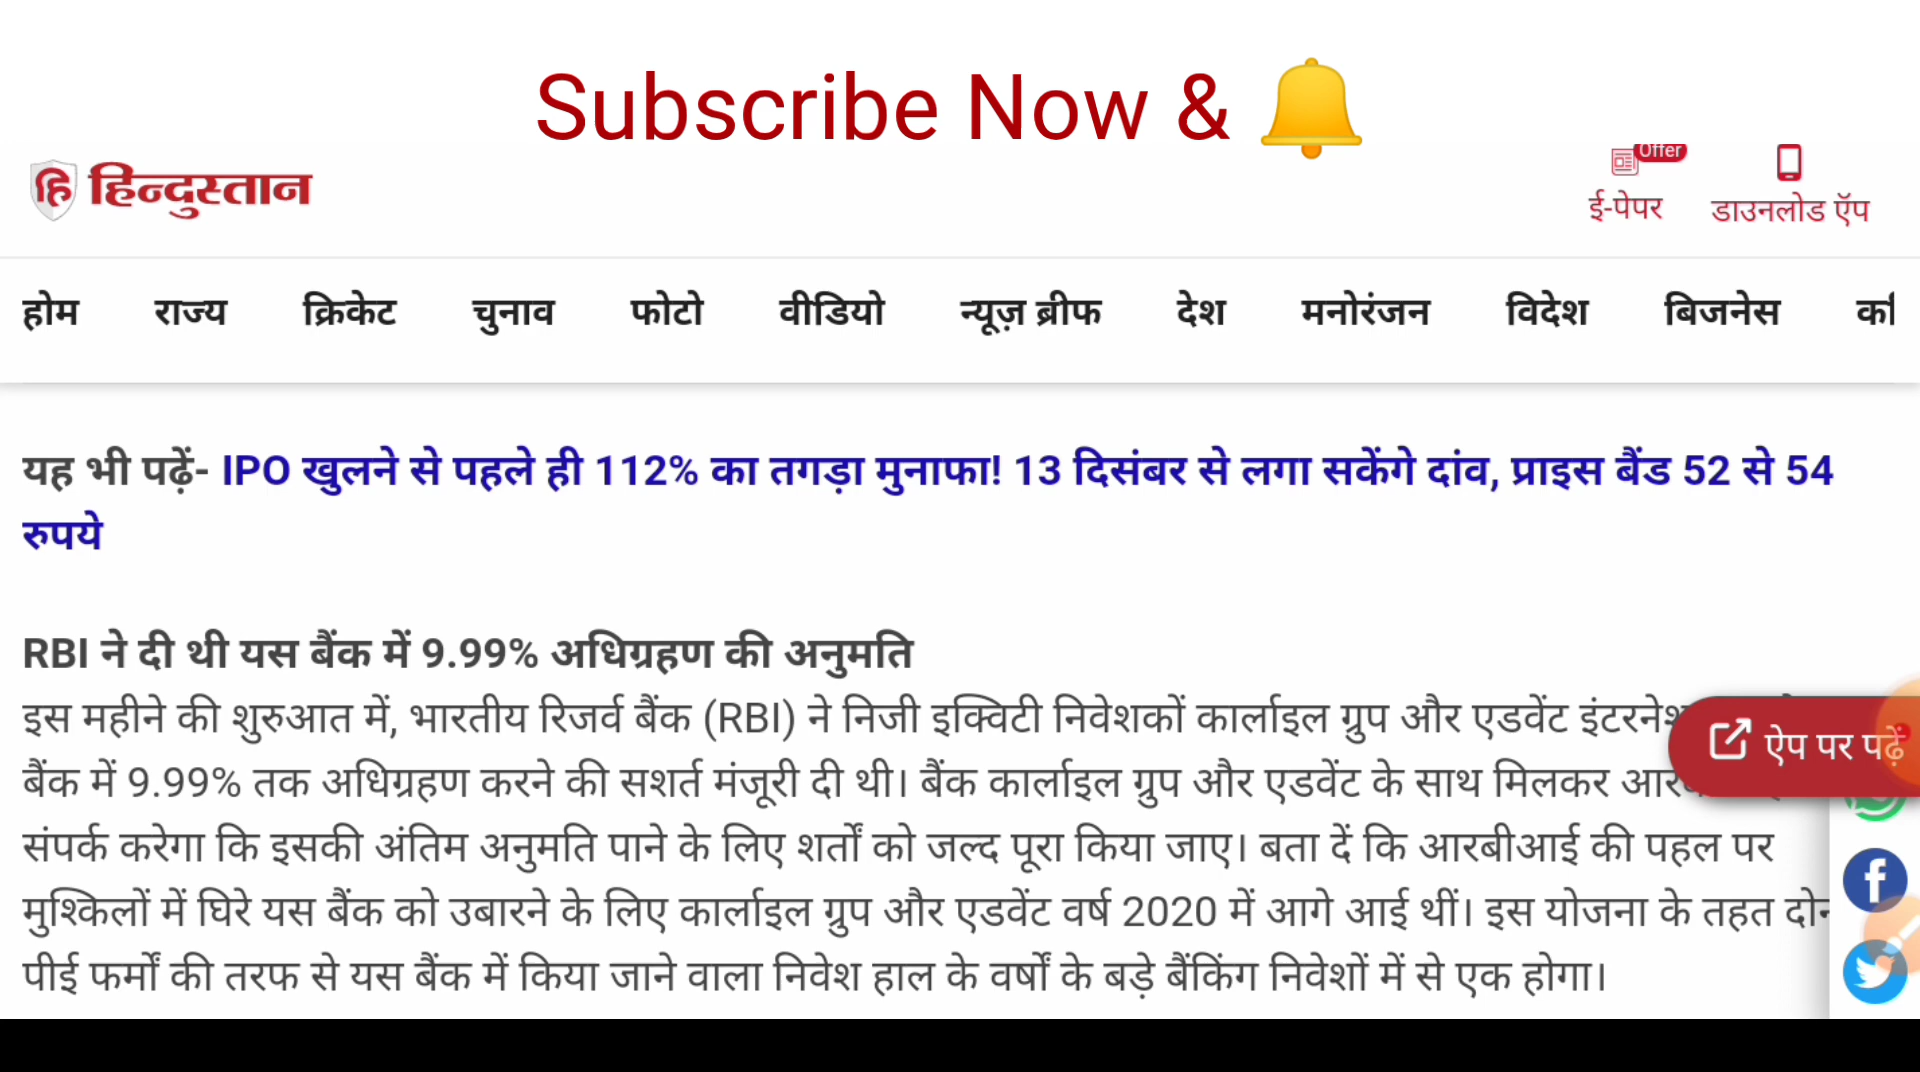 Subscribe Now & 🔔
हि हिन्दुस्तान
Offer
ई-पेपर डाउनलोड ऍप
होम राज्य क्रिकेट चुनाव फोटो वीडियो न्यूज़ ब्रीफ देश मनोरंजन विदेश बिजनेस
यह भी पढ़ें- IPO खुलने से पहले ही 112% का तगड़ा मुनाफा! 13 दिसंबर से लगा सकेंगे दांव, प्राइस बैंड 52 से 54
रुपये
RBI ने दी थी यस बैंक में 9.99% अधिग्रहण की अनुमति
इस महीने की शुरुआत में, भारतीय रिजर्व बैंक (RBI) ने निजी इक्विटी निवेशकों कार्लाइल ग्रुप और एडवेंट
ऐप पर पढ़ें
बैंक में 9.99% तक अधिग्रहण करने की सशर्त मंजूरी दी थी। बैंक कार्लाइल ग्रुप और एडवेंट के साथ मिलकर
संपर्क करेगा कि इसकी अंतिम अनुमति पाने के लिए शर्तों को जल्द पूरा किया जाए। बता दें कि आरबीआई की पहल पर
मुश्किलों में घिरे यस बैंक को उबारने के लिए कार्लाइल ग्रुप और एडवेंट वर्ष 2020 में आगे आई थीं। इस योजना के तहत
पीई फर्मों की तरफ से यस बैंक में किया जाने वाला निवेश हाल के वर्षों के बड़े बैंकिंग निवेशों में से एक होगा।